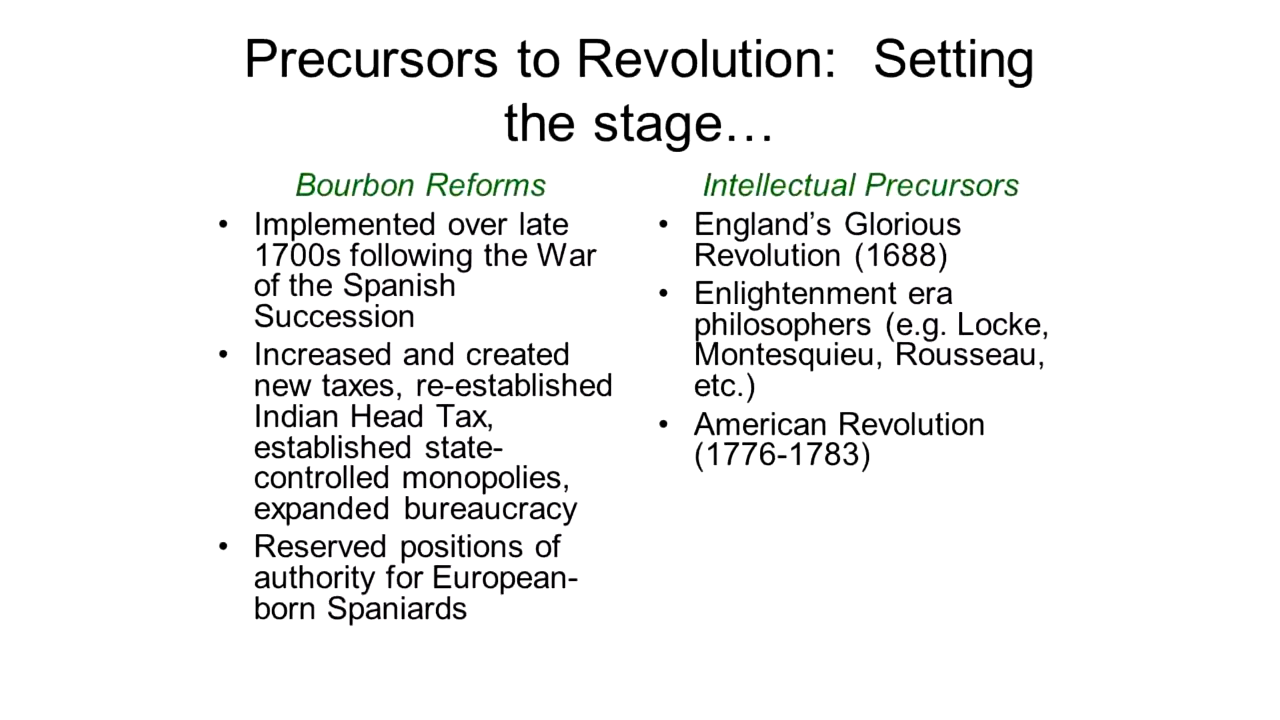 Precursors to Revolution:  Setting
the stage…
Bourbon Reforms
• Implemented over late
1700s following the War
of the Spanish
Succession
• Increased and created
new taxes, re-established
Indian Head Tax,
established state-
controlled monopolies,
expanded bureaucracy
• Reserved positions of
authority for European-
born Spaniards
Intellectual Precursors
• England’s Glorious
Revolution (1688)
• Enlightenment era
philosophers (e.g. Locke,
Montesquieu, Rousseau,
etc.)
• American Revolution
(1776-1783)